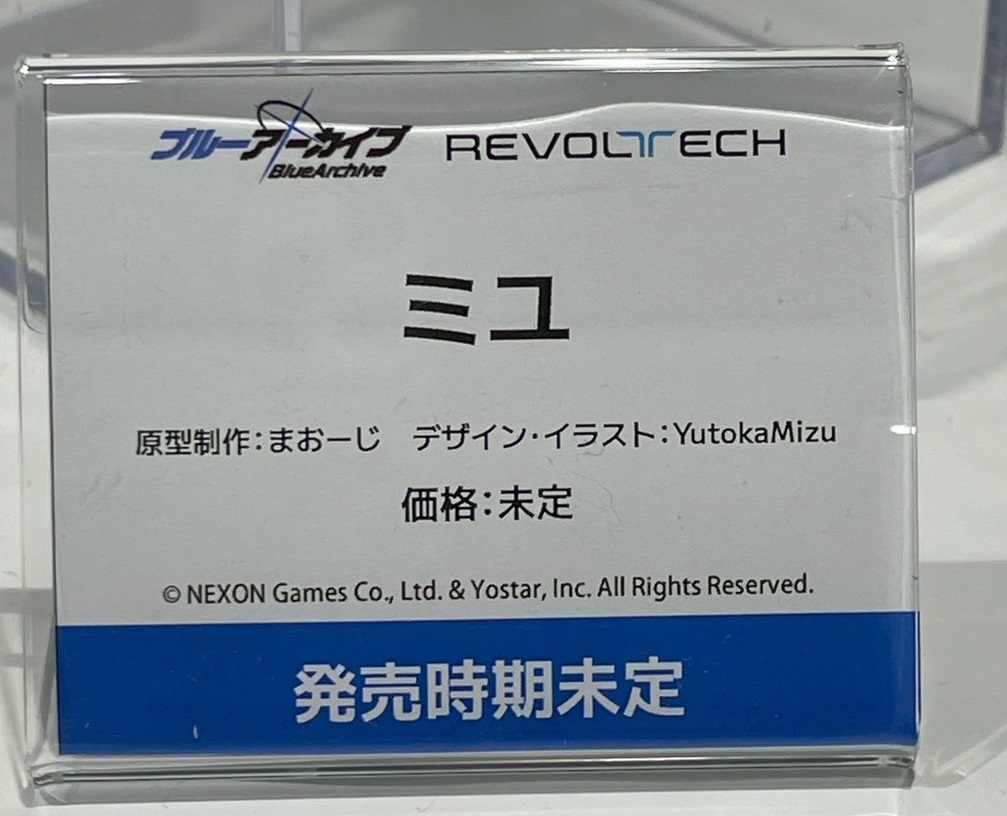 ブルーアーカイブ REVOLTECH
BlueArchive
ミユ
原型制作：まおーじ デザイン・イラスト：YutokaMizu
価格：未定
© NEXON Games Co., Ltd. & Yostar, Inc. All Rights Reserved.
発売時期未定